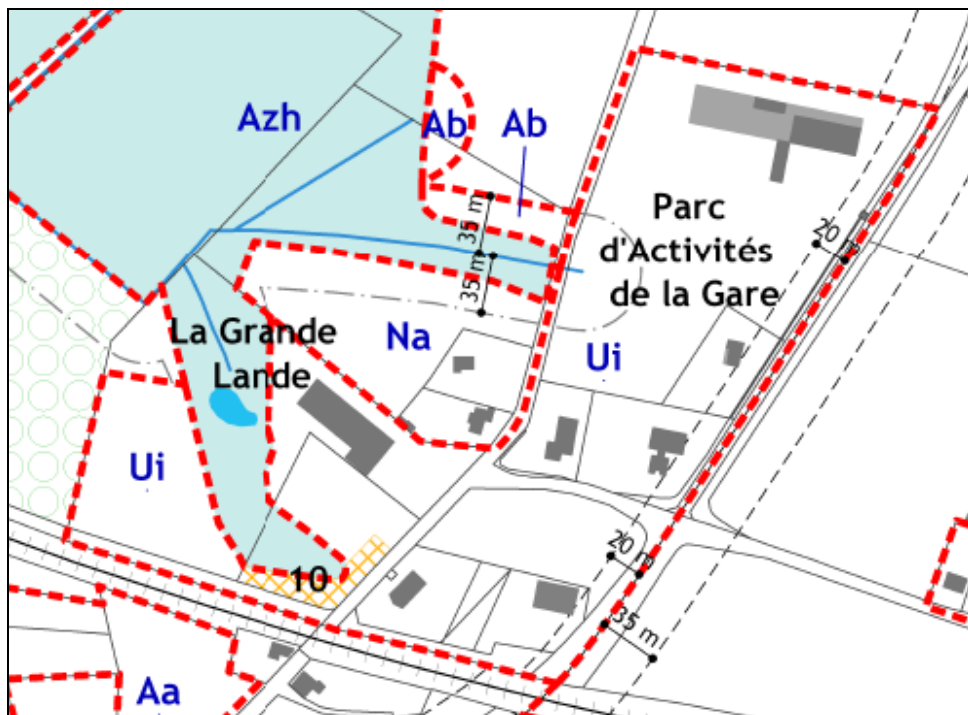 Azh
Ab
Ab
35 m
35 m
Parc
d'Activités
de la Gare
20 m
La Grande
Lande
Na
Ui
Ui
20 m
10
35 m
Aa